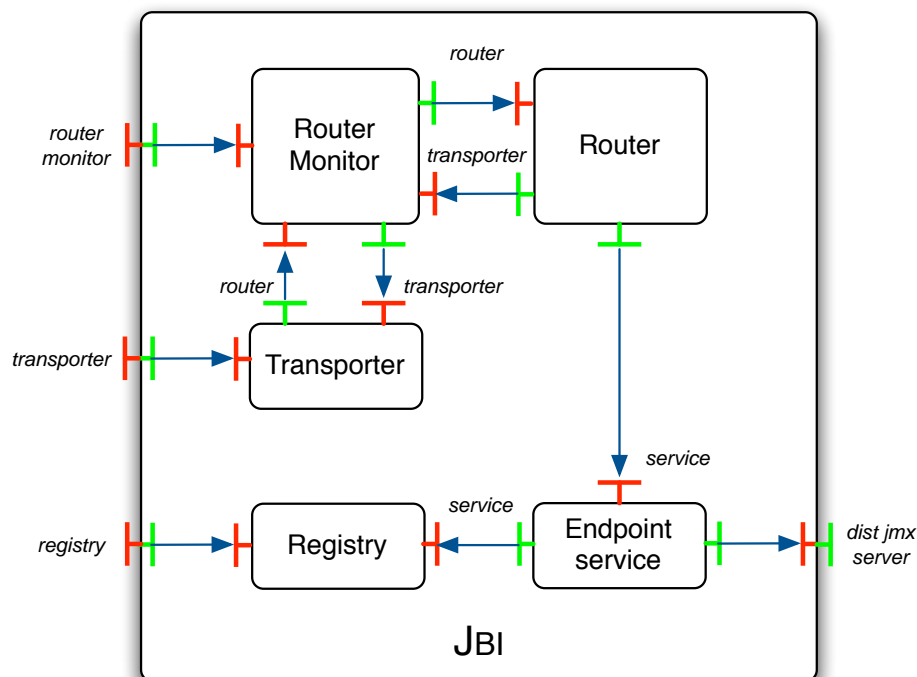 router
router
monitor
Router
Monitor
transporter
Router
router
transporter
transporter
Transporter
service
registry
Registry
service
Endpoint
service
dist jmx
server
JBI